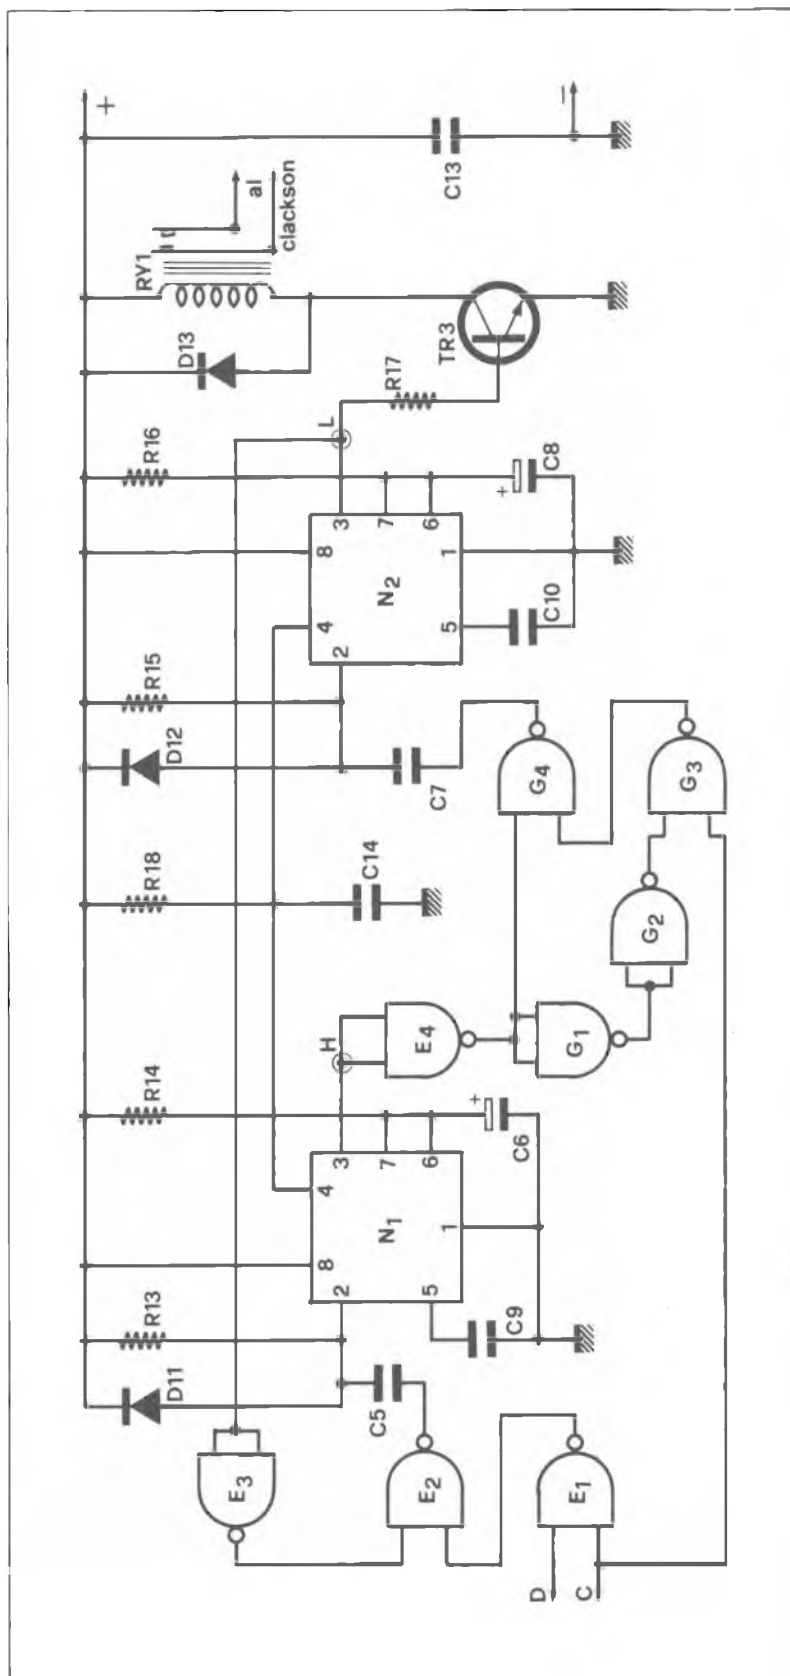 +
RY1
al
clackson
C13
–
D13
TR3
R17
R16
L
3
7
6
8
1
N2
4
2
5
+
C8
C10
R15
D12
C7
G4
G3
G2
G1
R18
C14
H
E4
R14
3
7
6
4
N1
1
8
2
5
+
C6
C9
R13
D11
C5
E3
E2
E1
D
C